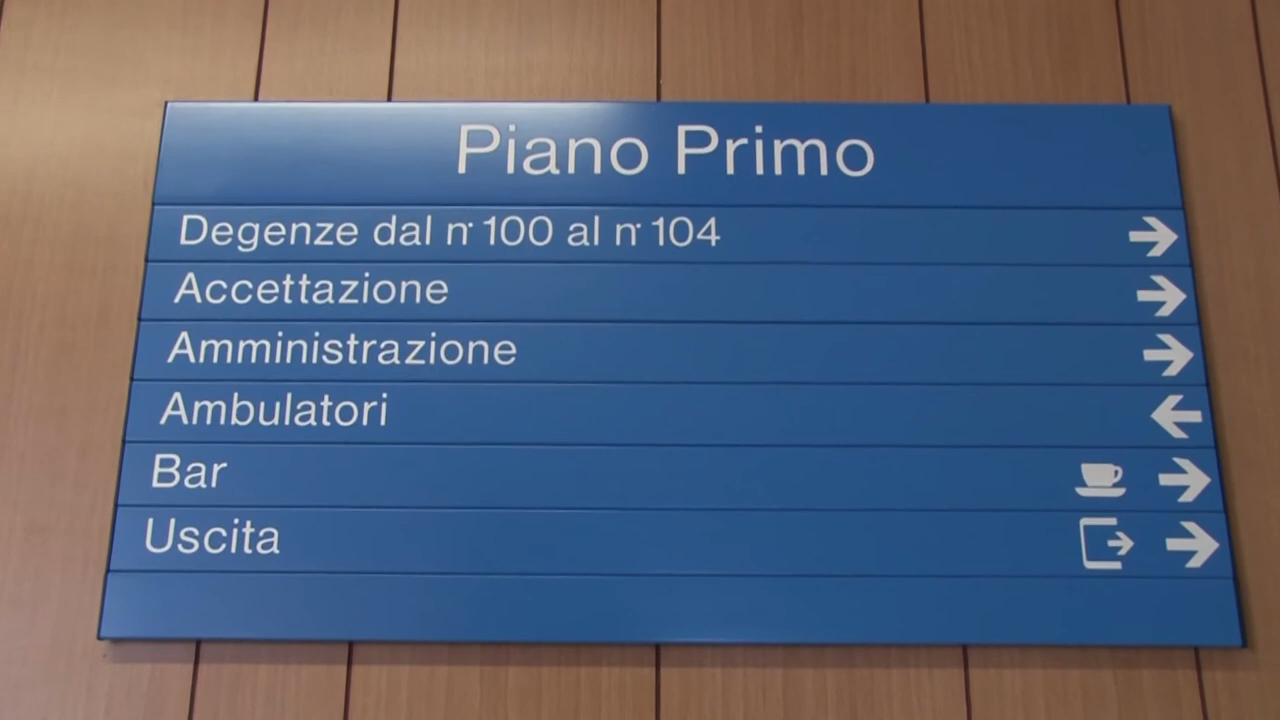 Piano Primo
Degenze dal n° 100 al n° 104
Accettazione
Amministrazione
Ambulatori
Bar
Uscita